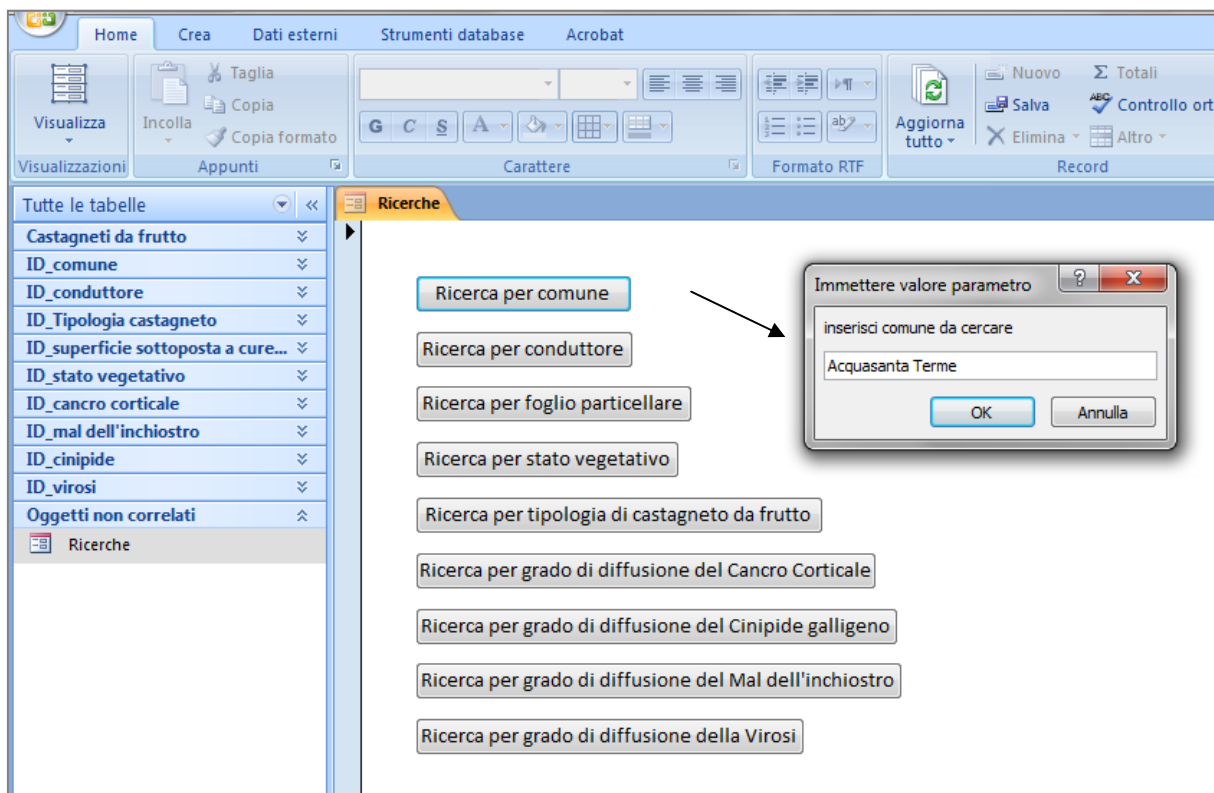 Home Crea Dati esterni Strumenti database Acrobat
Visualizza
Visualizzazioni
Incolla
Taglia
Copia
Copia formato
Appunti
G C S A
Carattere
ab
Formato RTF
Aggiorna
tutto
Nuovo
Salva
Elimina
Σ Totali
ABC Controllo ort
Altro
Record
Tutte le tabelle
Castagneti da frutto
ID_comune
ID_conduttore
ID_Tipologia castagneto
ID_superficie sottoposta a cure...
ID_stato vegetativo
ID_cancro corticale
ID_mal dell'inchiostro
ID_cinipide
ID_virosi
Oggetti non correlati
Ricerche
Ricerche
Ricerca per comune
Ricerca per conduttore
Ricerca per foglio particellare
Ricerca per stato vegetativo
Ricerca per tipologia di castagneto da frutto
Ricerca per grado di diffusione del Cancro Corticale
Ricerca per grado di diffusione del Cinipide galligeno
Ricerca per grado di diffusione del Mal dell'inchiostro
Ricerca per grado di diffusione della Virosi
Immettere valore parametro
inserisci comune da cercare
Acquasanta Terme
OK Annulla